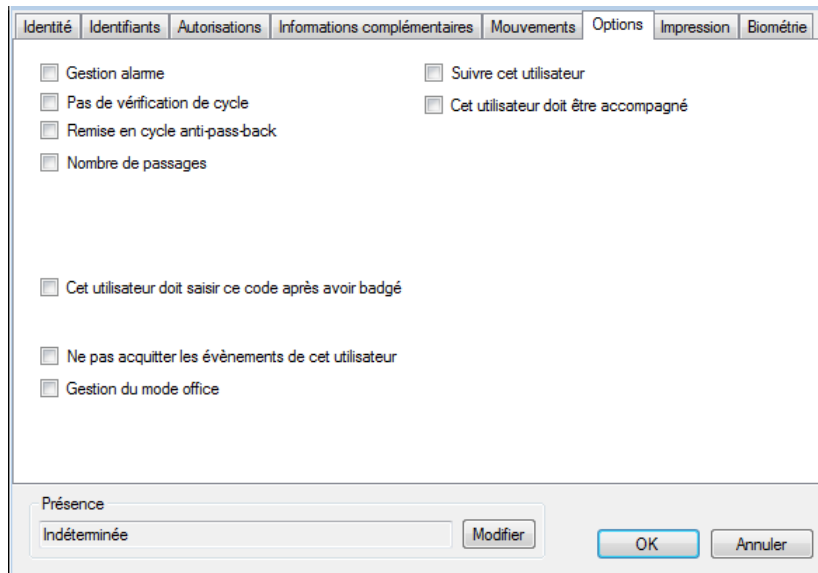 Identité Identifiants Autorisations Informations complémentaires Mouvements Options Impression Biométrie
Gestion alarme
Pas de vérification de cycle
Remise en cycle anti-pass-back
Nombre de passages
Suivre cet utilisateur
Cet utilisateur doit être accompagné
Cet utilisateur doit saisir ce code après avoir badgé
Ne pas acquitter les évènements de cet utilisateur
Gestion du mode office
Présence
Indéterminée
Modifier
OK
Annuler